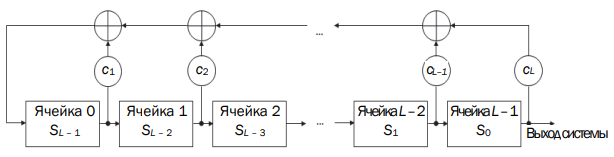 ...
c1 c2 cL–1 cL
Ячейка 0 Ячейка 1 Ячейка 2 Ячейка L – 2 Ячейка L – 1
SL – 1 SL – 2 SL – 3 ... S1 S0
Выход системы